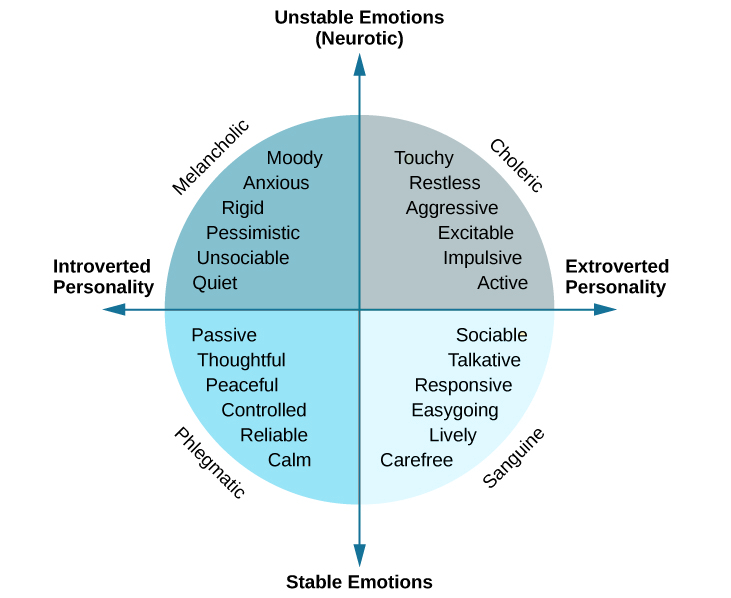 Unstable Emotions
(Neurotic)
Melancholic
Choleric
Moody
Anxious
Rigid
Pessimistic
Unsociable
Quiet
Touchy
Restless
Aggressive
Excitable
Impulsive
Active
Introverted
Personality
Extroverted
Personality
Passive
Thoughtful
Peaceful
Controlled
Reliable
Calm
Sociable
Talkative
Responsive
Easygoing
Lively
Carefree
Phlegmatic
Sanguine
Stable Emotions